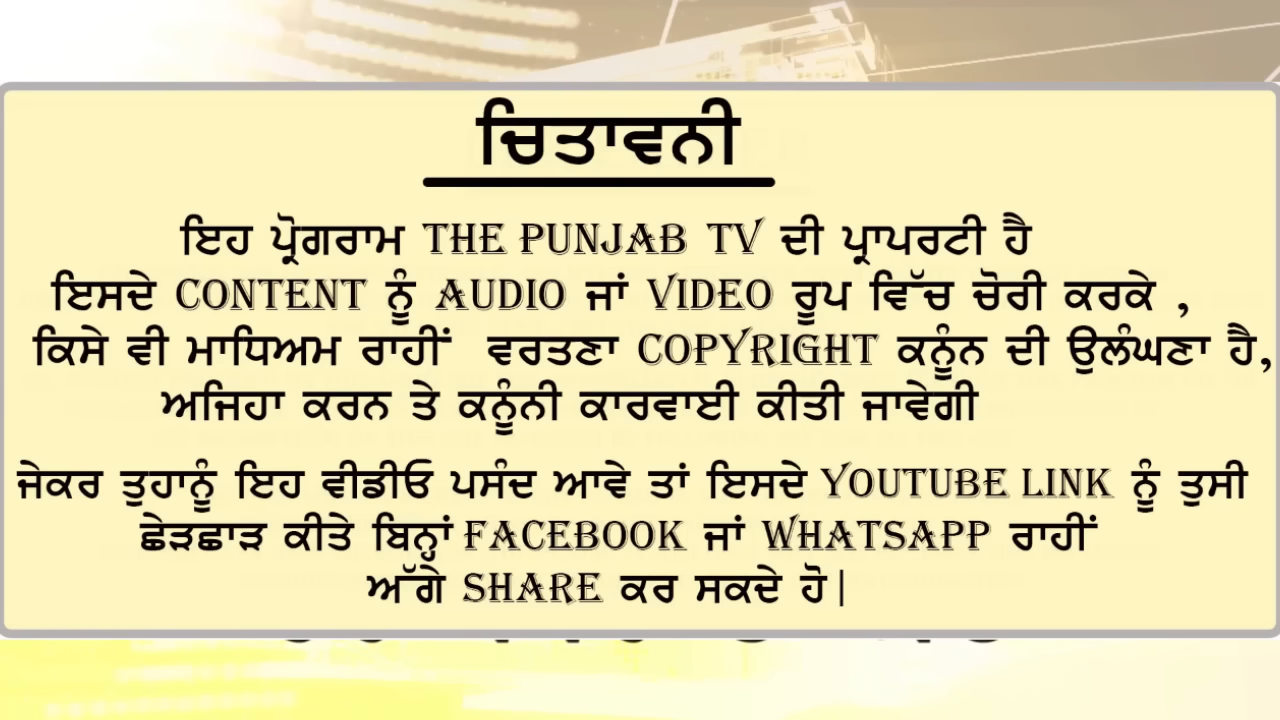 ਚਿਤਾਵਨੀ
ਇਹ ਪ੍ਰੋਗਰਾਮ THE PUNJAB TV ਦੀ ਪ੍ਰਾਪਰਟੀ ਹੈ
ਇਸਦੇ CONTENT ਨੂੰ AUDIO ਜਾਂ VIDEO ਰੂਪ ਵਿੱਚ ਚੋਰੀ ਕਰਕੇ ,
ਕਿਸੇ ਵੀ ਮਾਧਿਅਮ ਰਾਹੀਂ ਵਰਤਣਾ COPYRIGHT ਕਨੂੰਨ ਦੀ ਉਲੰਘਣਾ ਹੈ,
ਅਜਿਹਾ ਕਰਨ ਤੇ ਕਨੂੰਨੀ ਕਾਰਵਾਈ ਕੀਤੀ ਜਾਵੇਗੀ
ਜੇਕਰ ਤੁਹਾਨੂੰ ਇਹ ਵੀਡੀਓ ਪਸੰਦ ਆਵੇ ਤਾਂ ਇਸਦੇ YOUTUBE LINK ਨੂੰ ਤੁਸੀ
ਛੇੜਛਾੜ ਕੀਤੇ ਬਿਨ੍ਹਾਂ FACEBOOK ਜਾਂ WHATSAPP ਰਾਹੀਂ
ਅੱਗੇ SHARE ਕਰ ਸਕਦੇ ਹੋ|